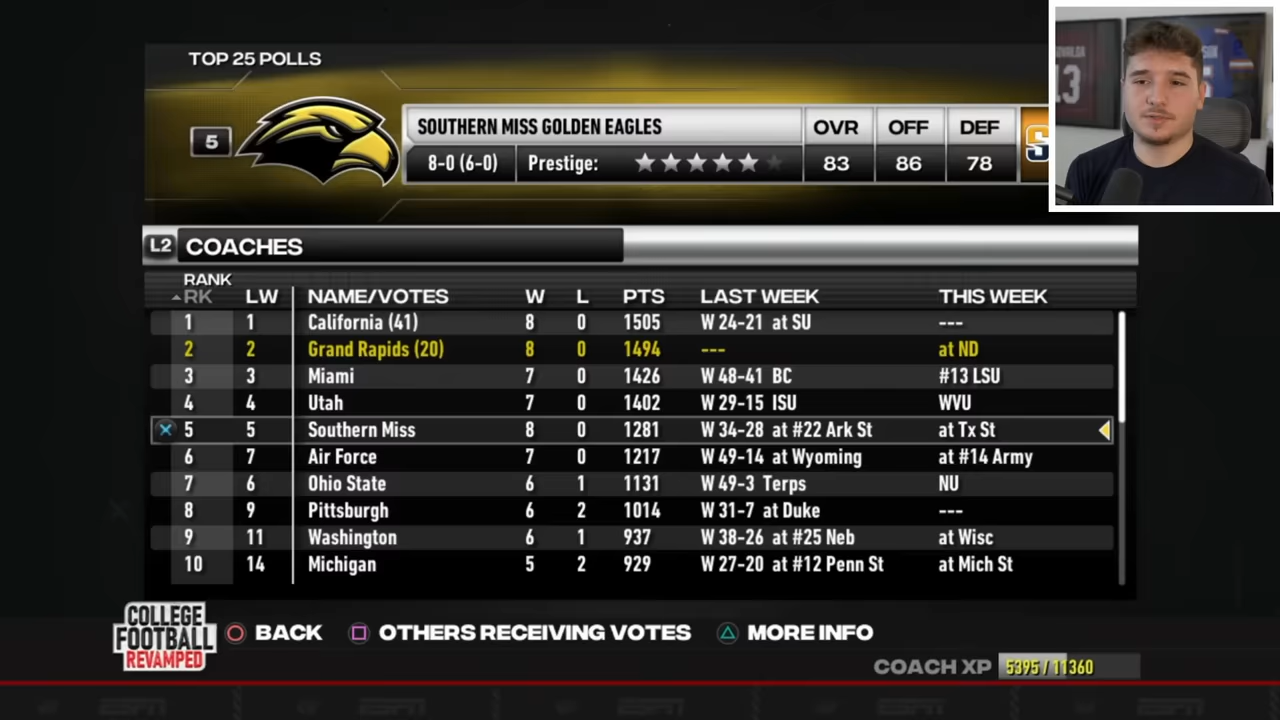 TOP 25 POLLS
5
SOUTHERN MISS GOLDEN EAGLES OVR OFF DEF
8-0 (6-0) Prestige: 83 86 78
L2 COACHES
RANK
RK LW NAME/VOTES W L PTS LAST WEEK THIS WEEK
1 1 California (41) 8 0 1505 W 24-21 at SU ---
2 2 Grand Rapids (20) 8 0 1494 --- at ND
3 3 Miami 7 0 1426 W 48-41 BC #13 LSU
4 4 Utah 7 0 1402 W 29-15 ISU WVU
5 5 Southern Miss 8 0 1281 W 34-28 at #22 Ark St at Tx St
6 7 Air Force 7 0 1217 W 49-14 at Wyoming at #14 Army
7 6 Ohio State 6 1 1131 W 49-3 Terps NU
8 9 Pittsburgh 6 2 1014 W 31-7 at Duke ---
9 11 Washington 6 1 937 W 38-26 at #25 Neb at Wisc
10 14 Michigan 5 2 929 W 27-20 at #12 Penn St at Mich St
COLLEGE
FOOTBALL
REVAMPED
BACK OTHERS RECEIVING VOTES MORE INFO
COACH XP 5395 / 11360
13